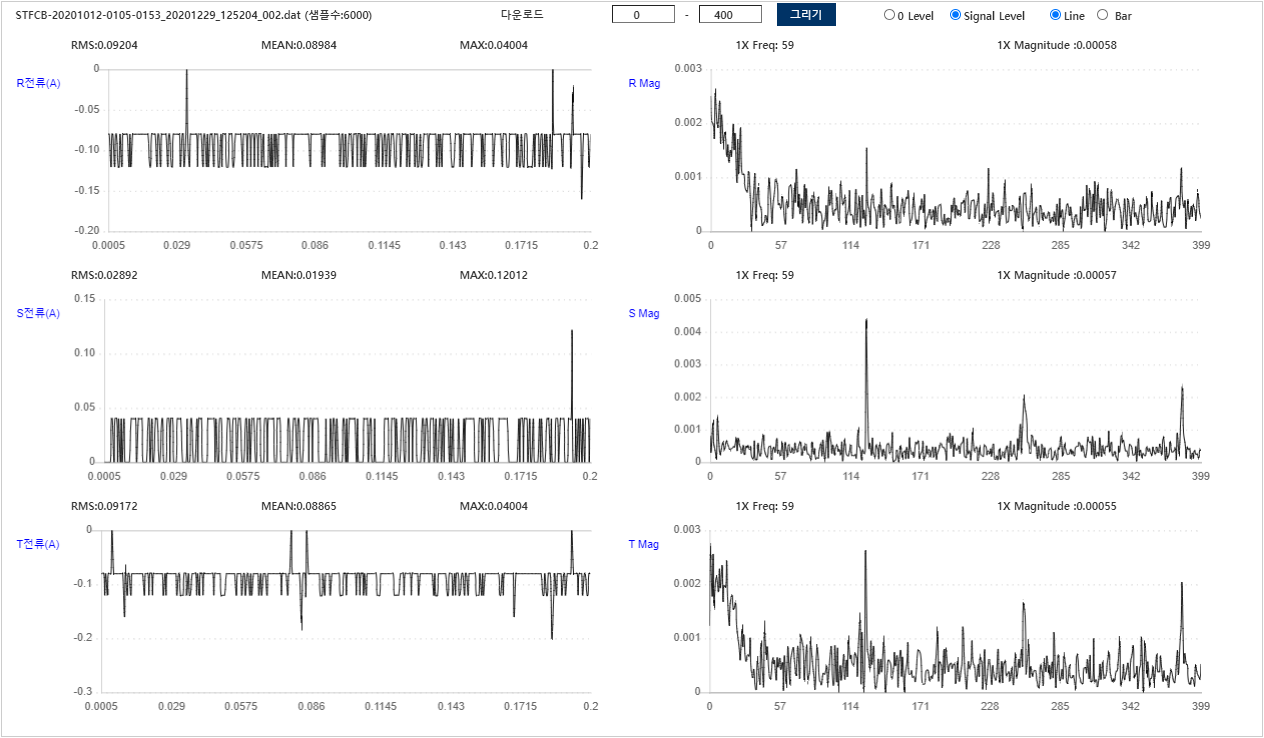 STFCB-20201012-0105-0153_20201229_125204_002.dat (샘플수:6000) 다운로드 0 - 400 그리기 0 Level Signal Level Line Bar
RMS:0.09204 MEAN:0.08984 MAX:0.04004 1X Freq: 59 1X Magnitude :0.00058
R전류(A)
0
-0.05
-0.10
-0.15
-0.20
0.0005 0.029 0.0575 0.086 0.1145 0.143 0.1715 0.2
R Mag
0.003
0.002
0.001
0
0 57 114 171 228 285 342 399
RMS:0.02892 MEAN:0.01939 MAX:0.12012 1X Freq: 59 1X Magnitude :0.00057
S전류(A)
0.15
0.10
0.05
0
0.0005 0.029 0.0575 0.086 0.1145 0.143 0.1715 0.2
S Mag
0.005
0.004
0.003
0.002
0.001
0
0 57 114 171 228 285 342 399
RMS:0.09172 MEAN:0.08865 MAX:0.04004 1X Freq: 59 1X Magnitude :0.00055
T전류(A)
0
-0.1
-0.2
-0.3
0.0005 0.029 0.0575 0.086 0.1145 0.143 0.1715 0.2
T Mag
0.003
0.002
0.001
0
0 57 114 171 228 285 342 399